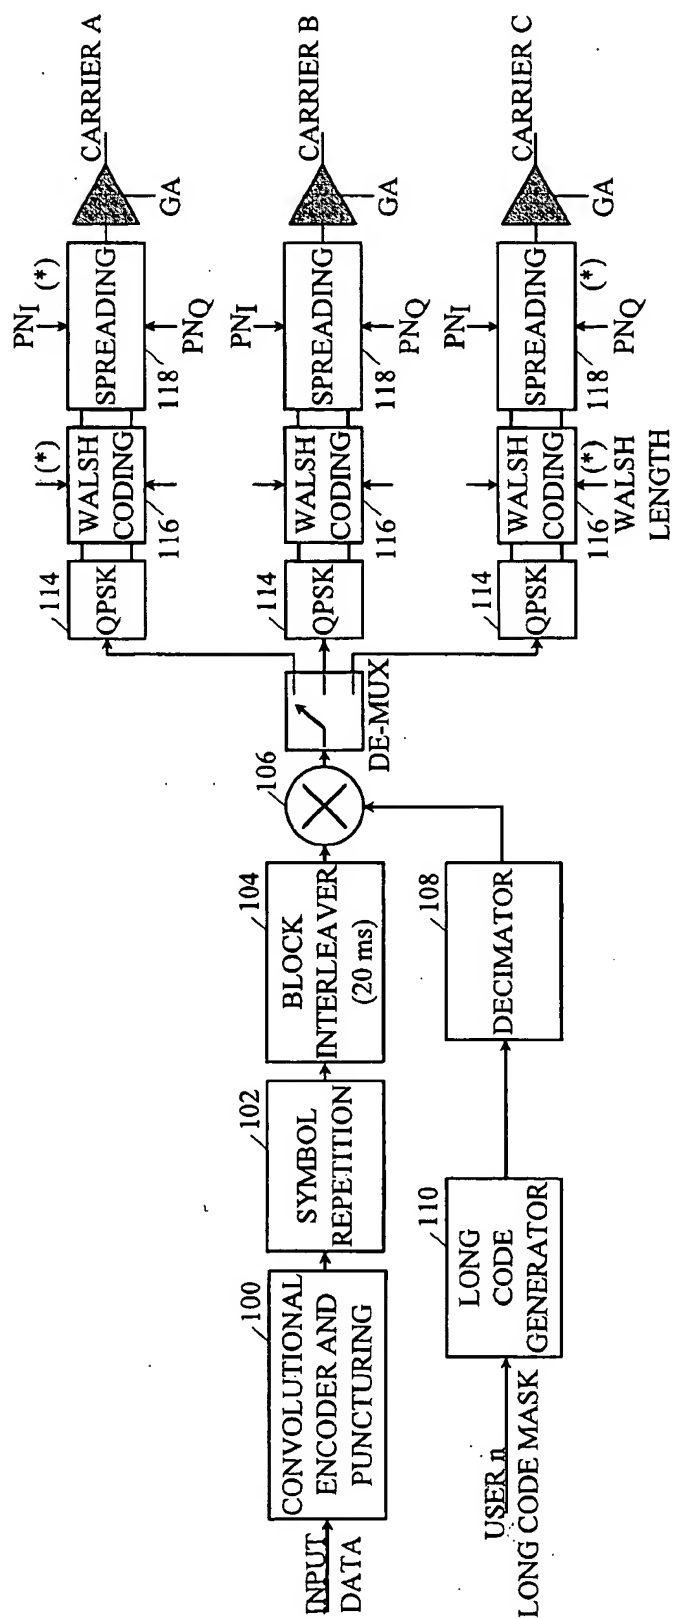 INPUT
DATA
100
CONVOLUTIONAL
ENCODER AND
PUNCTURING
102
SYMBOL
REPETITION
104
BLOCK
INTERLEAVER
(20 ms)
106
DE-MUX
USER n
LONG CODE MASK
110
LONG
CODE
GENERATOR
108
DECIMATOR
114
QPSK
(*)
WALSH
CODING
116
PNI (*)
SPREADING
118
PNQ
GA
CARRIER A
114
QPSK
WALSH
CODING
116
PNI
SPREADING
118
PNQ
GA
CARRIER B
114
QPSK
WALSH
CODING
116
(*)
WALSH
LENGTH
PNI
SPREADING
118
(*)
PNQ
GA
CARRIER C